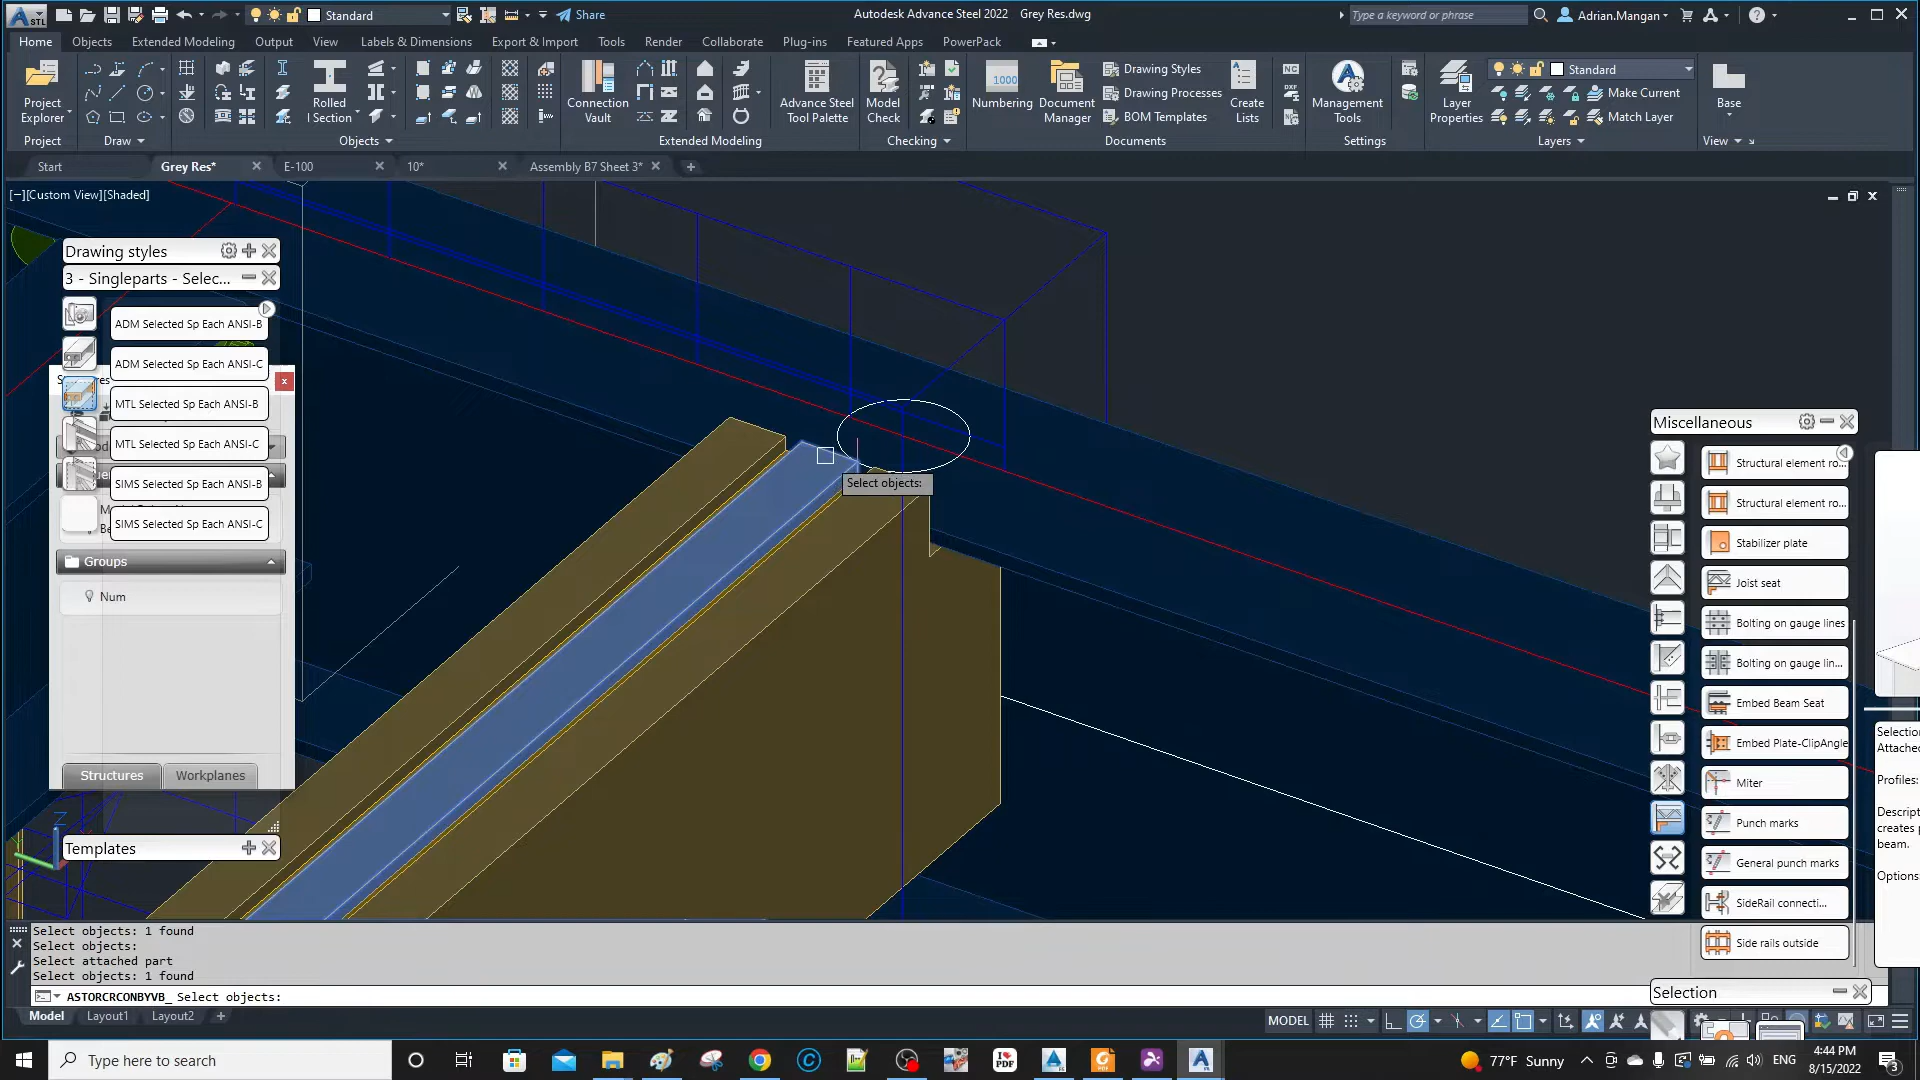 Standard
Share
Autodesk Advance Steel 2022 Grey Res.dwg
Type a keyword or phrase
Adrian.Mangan
STL
Home
Objects
Extended Modeling
Output
View
Labels & Dimensions
Export & Import
Tools
Render
Collaborate
Plug-ins
Featured Apps
PowerPack
Project Explorer
Rolled I Section
Connection Vault
Advance Steel Tool Palette
Model Check
1000
Numbering
Document Manager
Drawing Styles
Drawing Processes
BOM Templates
Create Lists
NC
DXF
Management Tools
Layer Properties
Standard
Make Current
Match Layer
Base
Project
Draw
Objects
Extended Modeling
Checking
Documents
Settings
Layers
View
Start
Grey Res*
E-100
10*
Assembly B7 Sheet 3*
[−][Custom View][Shaded]
Drawing styles
3 - Singleparts - Selec...
ADM Selected Sp Each ANSI-B
ADM Selected Sp Each ANSI-C
MTL Selected Sp Each ANSI-B
MTL Selected Sp Each ANSI-C
SIMS Selected Sp Each ANSI-B
SIMS Selected Sp Each ANSI-C
Groups
Num
Structures
Workplanes
Z
Templates
Select objects:
Miscellaneous
Structural element ro...
Structural element ro...
Stabilizer plate
Joist seat
Bolting on gauge lines
Bolting on gauge lin...
Embed Beam Seat
Embed Plate-ClipAngle
Miter
Punch marks
General punch marks
SideRail connecti...
Side rails outside
Selection
Attache
Profiles:
Descript
creates
beam.
Options:
Selection
Select objects: 1 found
Select objects:
Select attached part
Select objects: 1 found
ASTORCRCONBYVB_ Select objects:
Model
Layout1
Layout2
MODEL
Type here to search
77°F Sunny
ENG
4:44 PM
8/15/2022
3